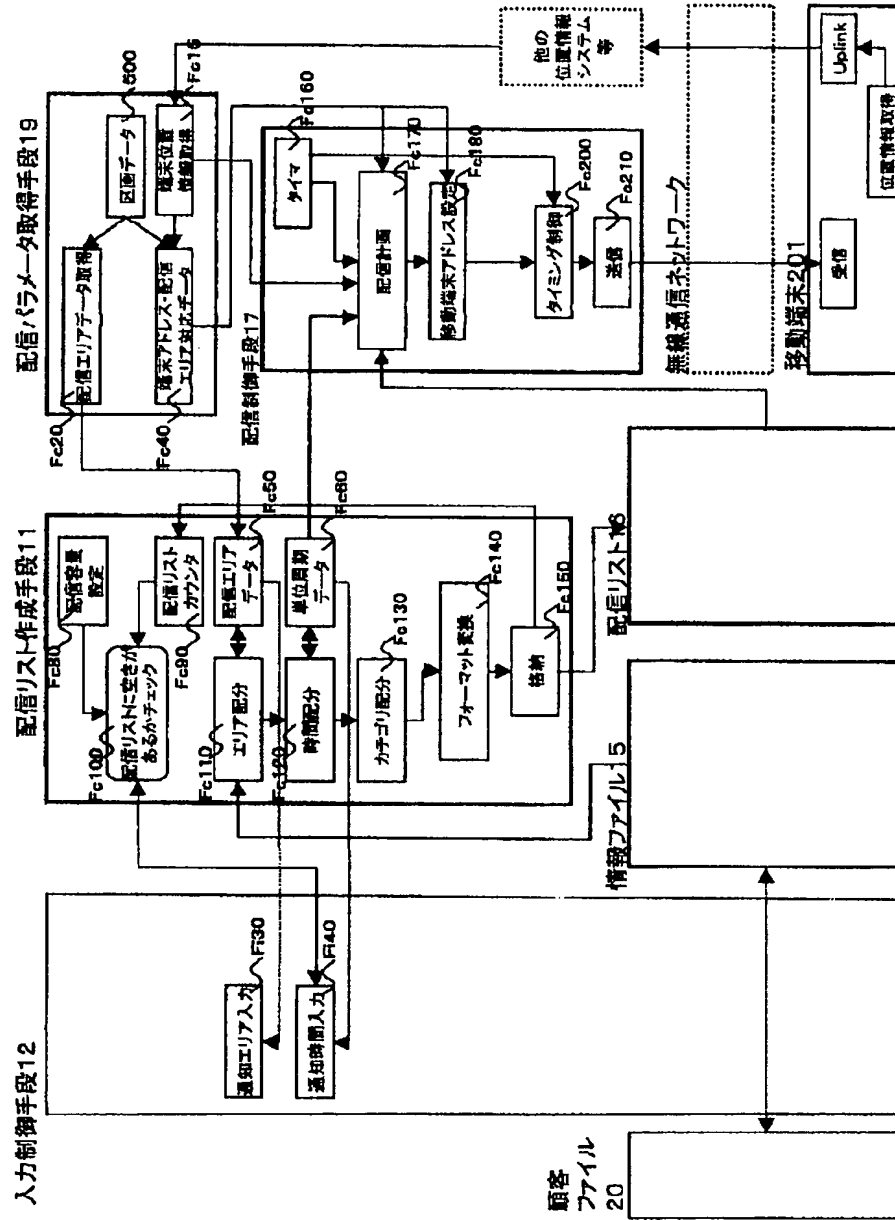 入力制御手段12
通知エリア入力
Fi30
通知時間入力
Fi40
顧客
ファイル
20
配信リスト作成手段11
配信容量
設定
Fc80
配信リスト
カウンタ
Fc90
配信リストに空きが
あるかチェック
Fc100
配信エリア
データ
Fc50
エリア配分
Fc110
単位周期
データ
Fc60
時間配分
Fc120
カテゴリ配分
Fc130
フォーマット変換
Fc140
格納
Fc150
情報ファイル15
配信リスト16
配信パラメータ取得手段19
配信エリアデータ取得
Fc20
区画データ
500
端末アドレス・配信
エリア対応データ
Fc40
端末位置
情報取得
Fc15
配信制御手段17
タイマ
Fc160
配信計画
Fc170
移動端末アドレス設定
Fc180
タイミング制御
Fc200
送信
Fc210
他の
位置情報
システム
等
無線通信ネットワーク
移動端末201
受信
Uplink
位置情報取得